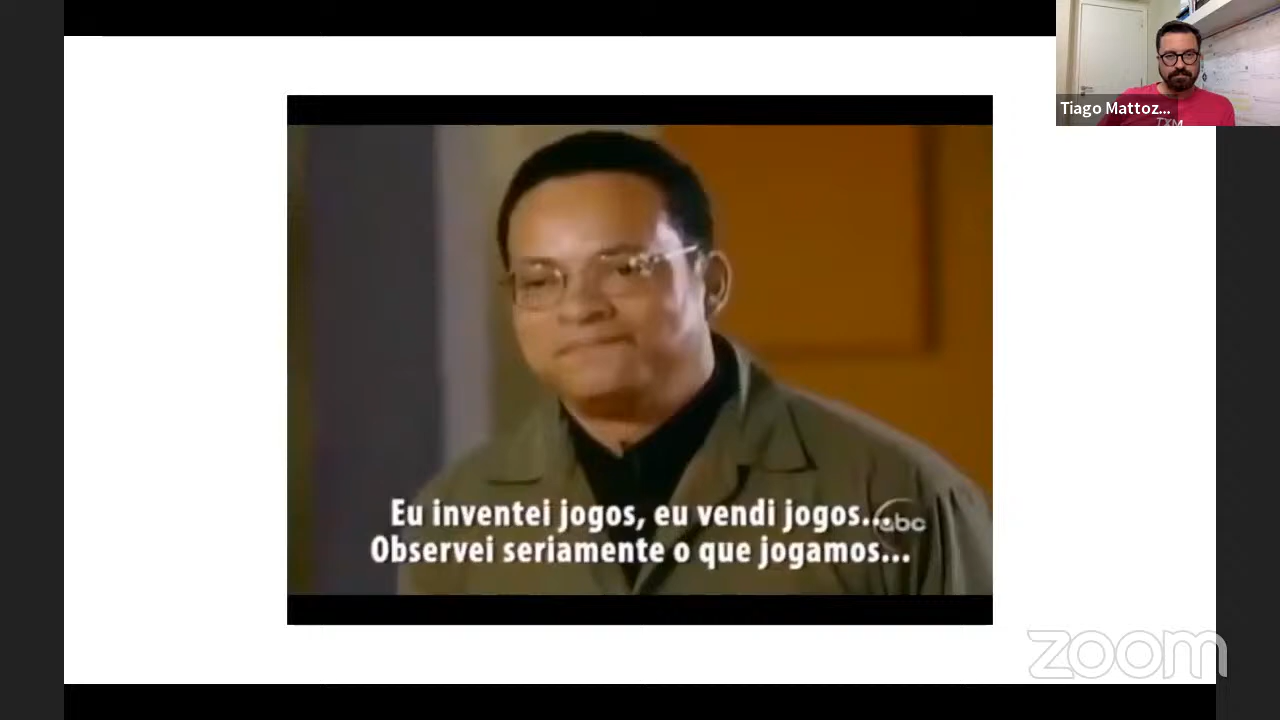 Tiago Mattoz...
Eu inventei jogos, eu vendi jogos...
abc
Observei seriamente o que jogamos...
zoom